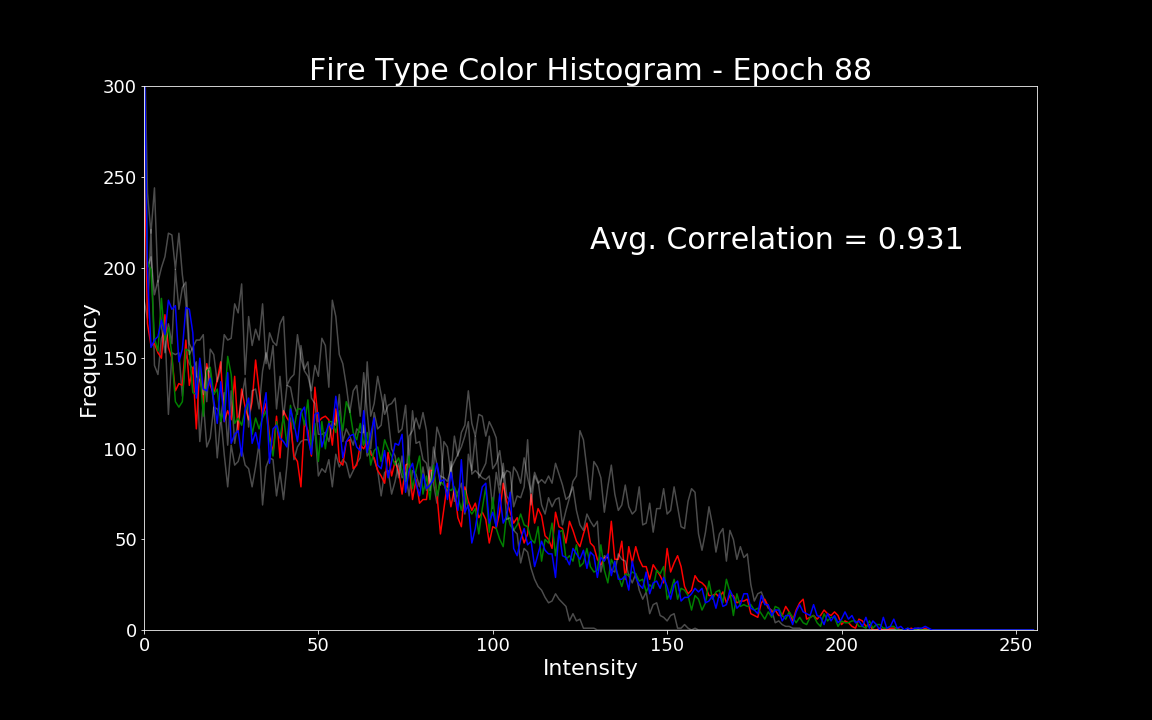 Fire Type Color Histogram - Epoch 88
300
250
200
150
100
50
0
Frequency
Avg. Correlation = 0.931
0 50 100 150 200 250
Intensity